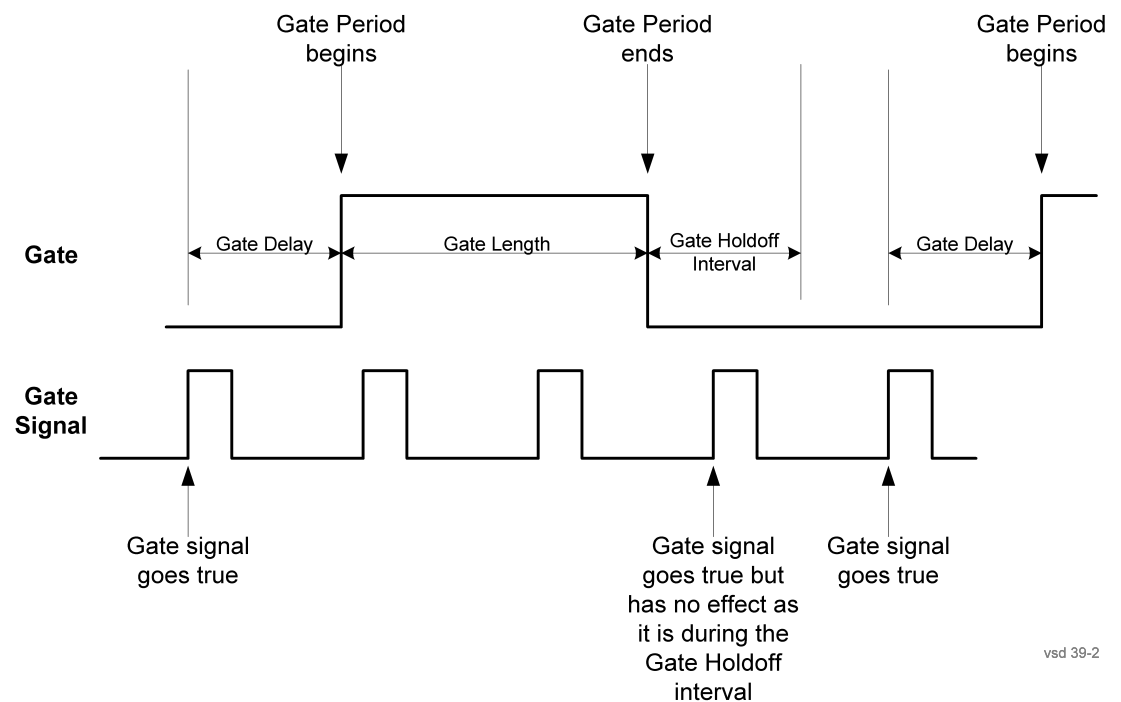 Gate Period
begins
Gate Period
ends
Gate Period
begins
Gate
Gate Delay
Gate Length
Gate Holdoff
Interval
Gate Delay
Gate
Signal
Gate signal
goes true
Gate signal
goes true but
has no effect as
it is during the
Gate Holdoff
interval
Gate signal
goes true
vsd 39-2